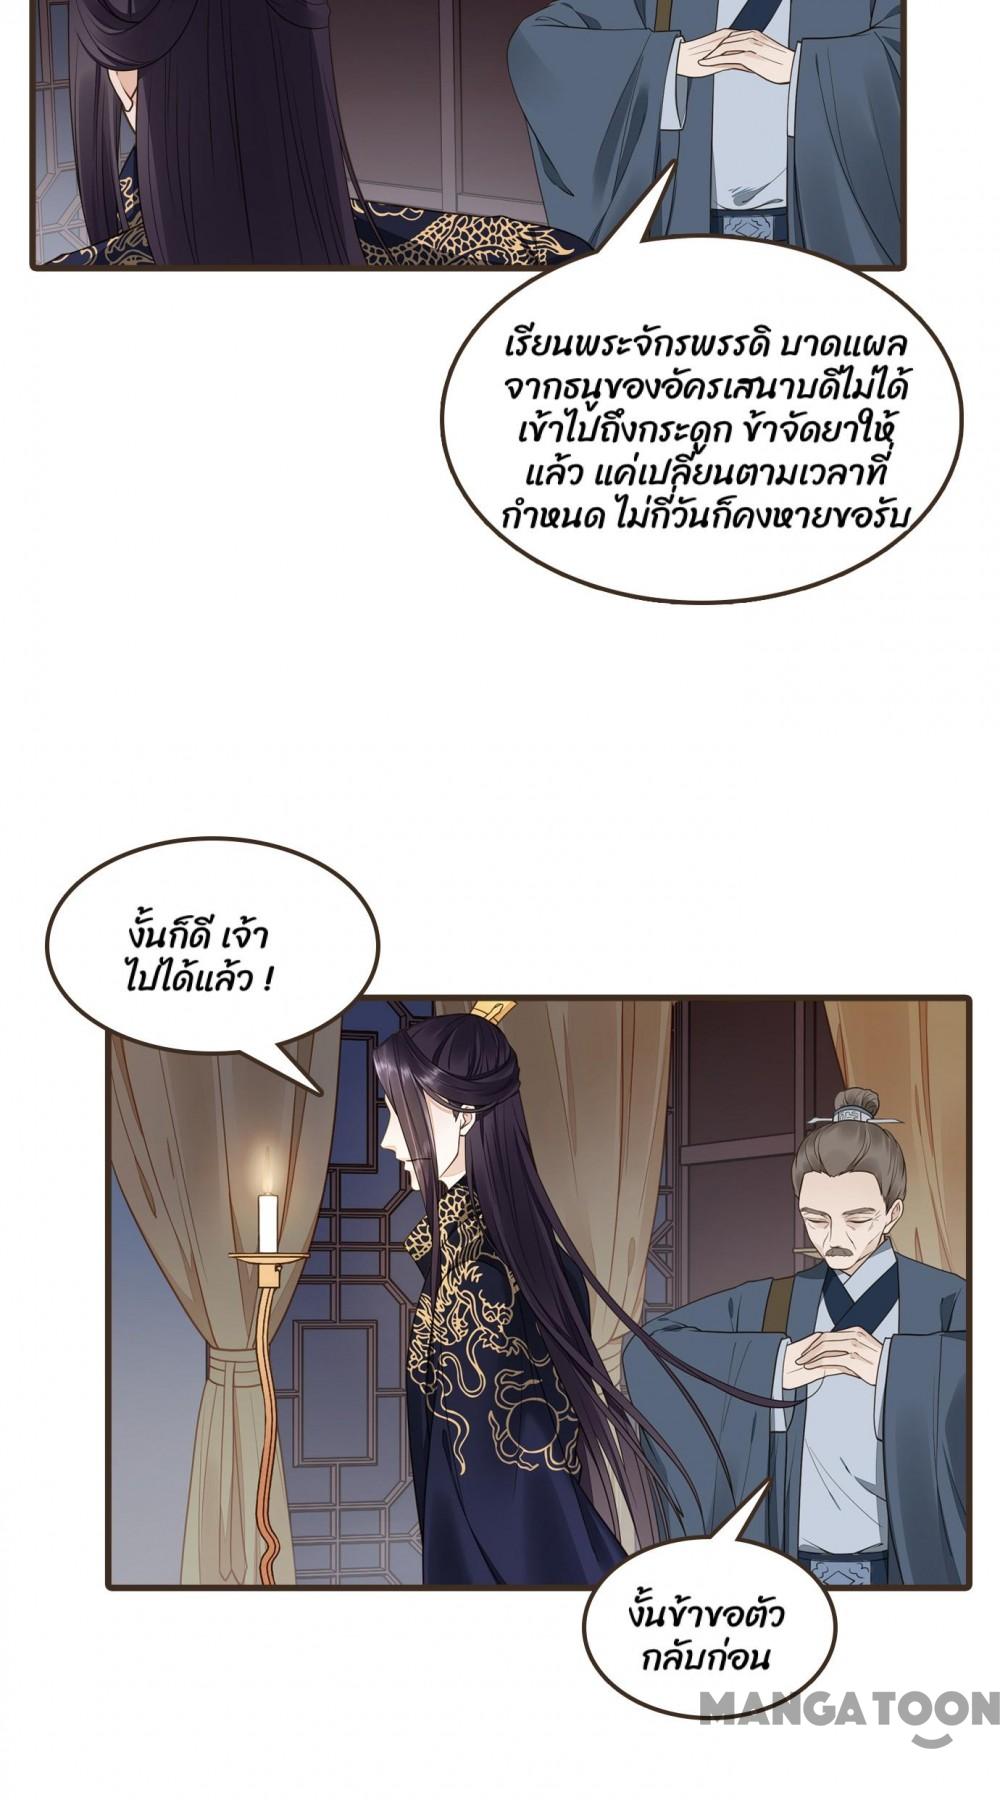 เรียนพระจักรพรรดิ บาดแผล
จากธนูของอัครเสนาบดีไม่ได้
เข้าไปถึงกระดูก ข้าจัดยาให้
แล้ว แค่เปลี่ยนตามเวลาที่
กำหนด ไม่กี่วันก็คงหายขอรับ
งั้นก็ดี เจ้า
ไปได้แล้ว !
งั้นข้าขอตัว
กลับก่อน
MANGATOON